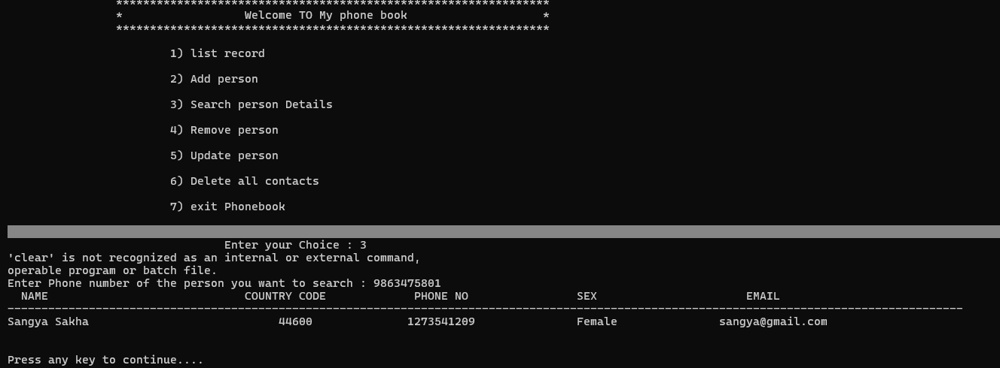 ****************************************************************
* Welcome TO My phone book *
****************************************************************
1) list record
2) Add person
3) Search person Details
4) Remove person
5) Update person
6) Delete all contacts
7) exit Phonebook
Enter your Choice : 3
'clear' is not recognized as an internal or external command,
operable program or batch file.
Enter Phone number of the person you want to search : 9863475801
NAME COUNTRY CODE PHONE NO SEX EMAIL
---------------------------------------------------------------------------------------------------------------------------------------------
Sangya Sakha 44600 1273541209 Female sangya@gmail.com
Press any key to continue....